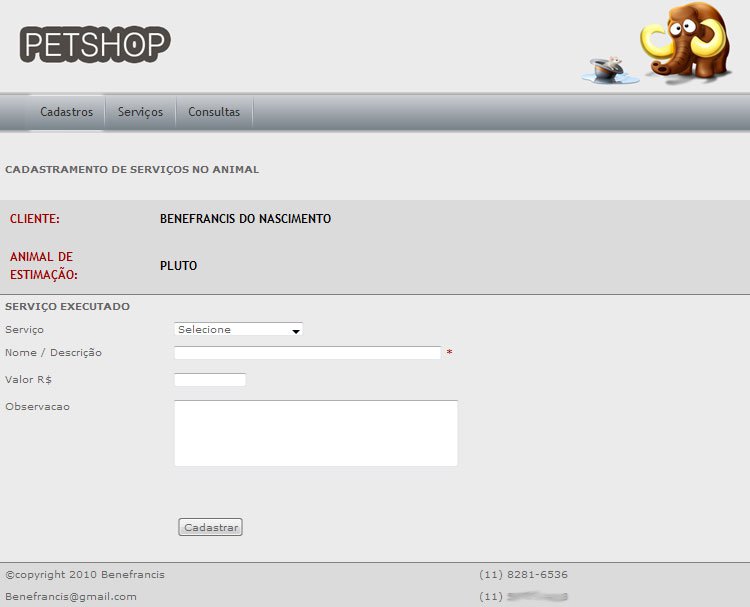 PETSHOP
Cadastros Serviços Consultas
CADASTRAMENTO DE SERVIÇOS NO ANIMAL
CLIENTE: BENEFRANCIS DO NASCIMENTO
ANIMAL DE
ESTIMAÇÃO: PLUTO
SERVIÇO EXECUTADO
Serviço Selecione
Nome / Descrição *
Valor R$
Observacao
Cadastrar
©copyright 2010 Benefrancis (11) 8281-6536
Benefrancis@gmail.com (11)